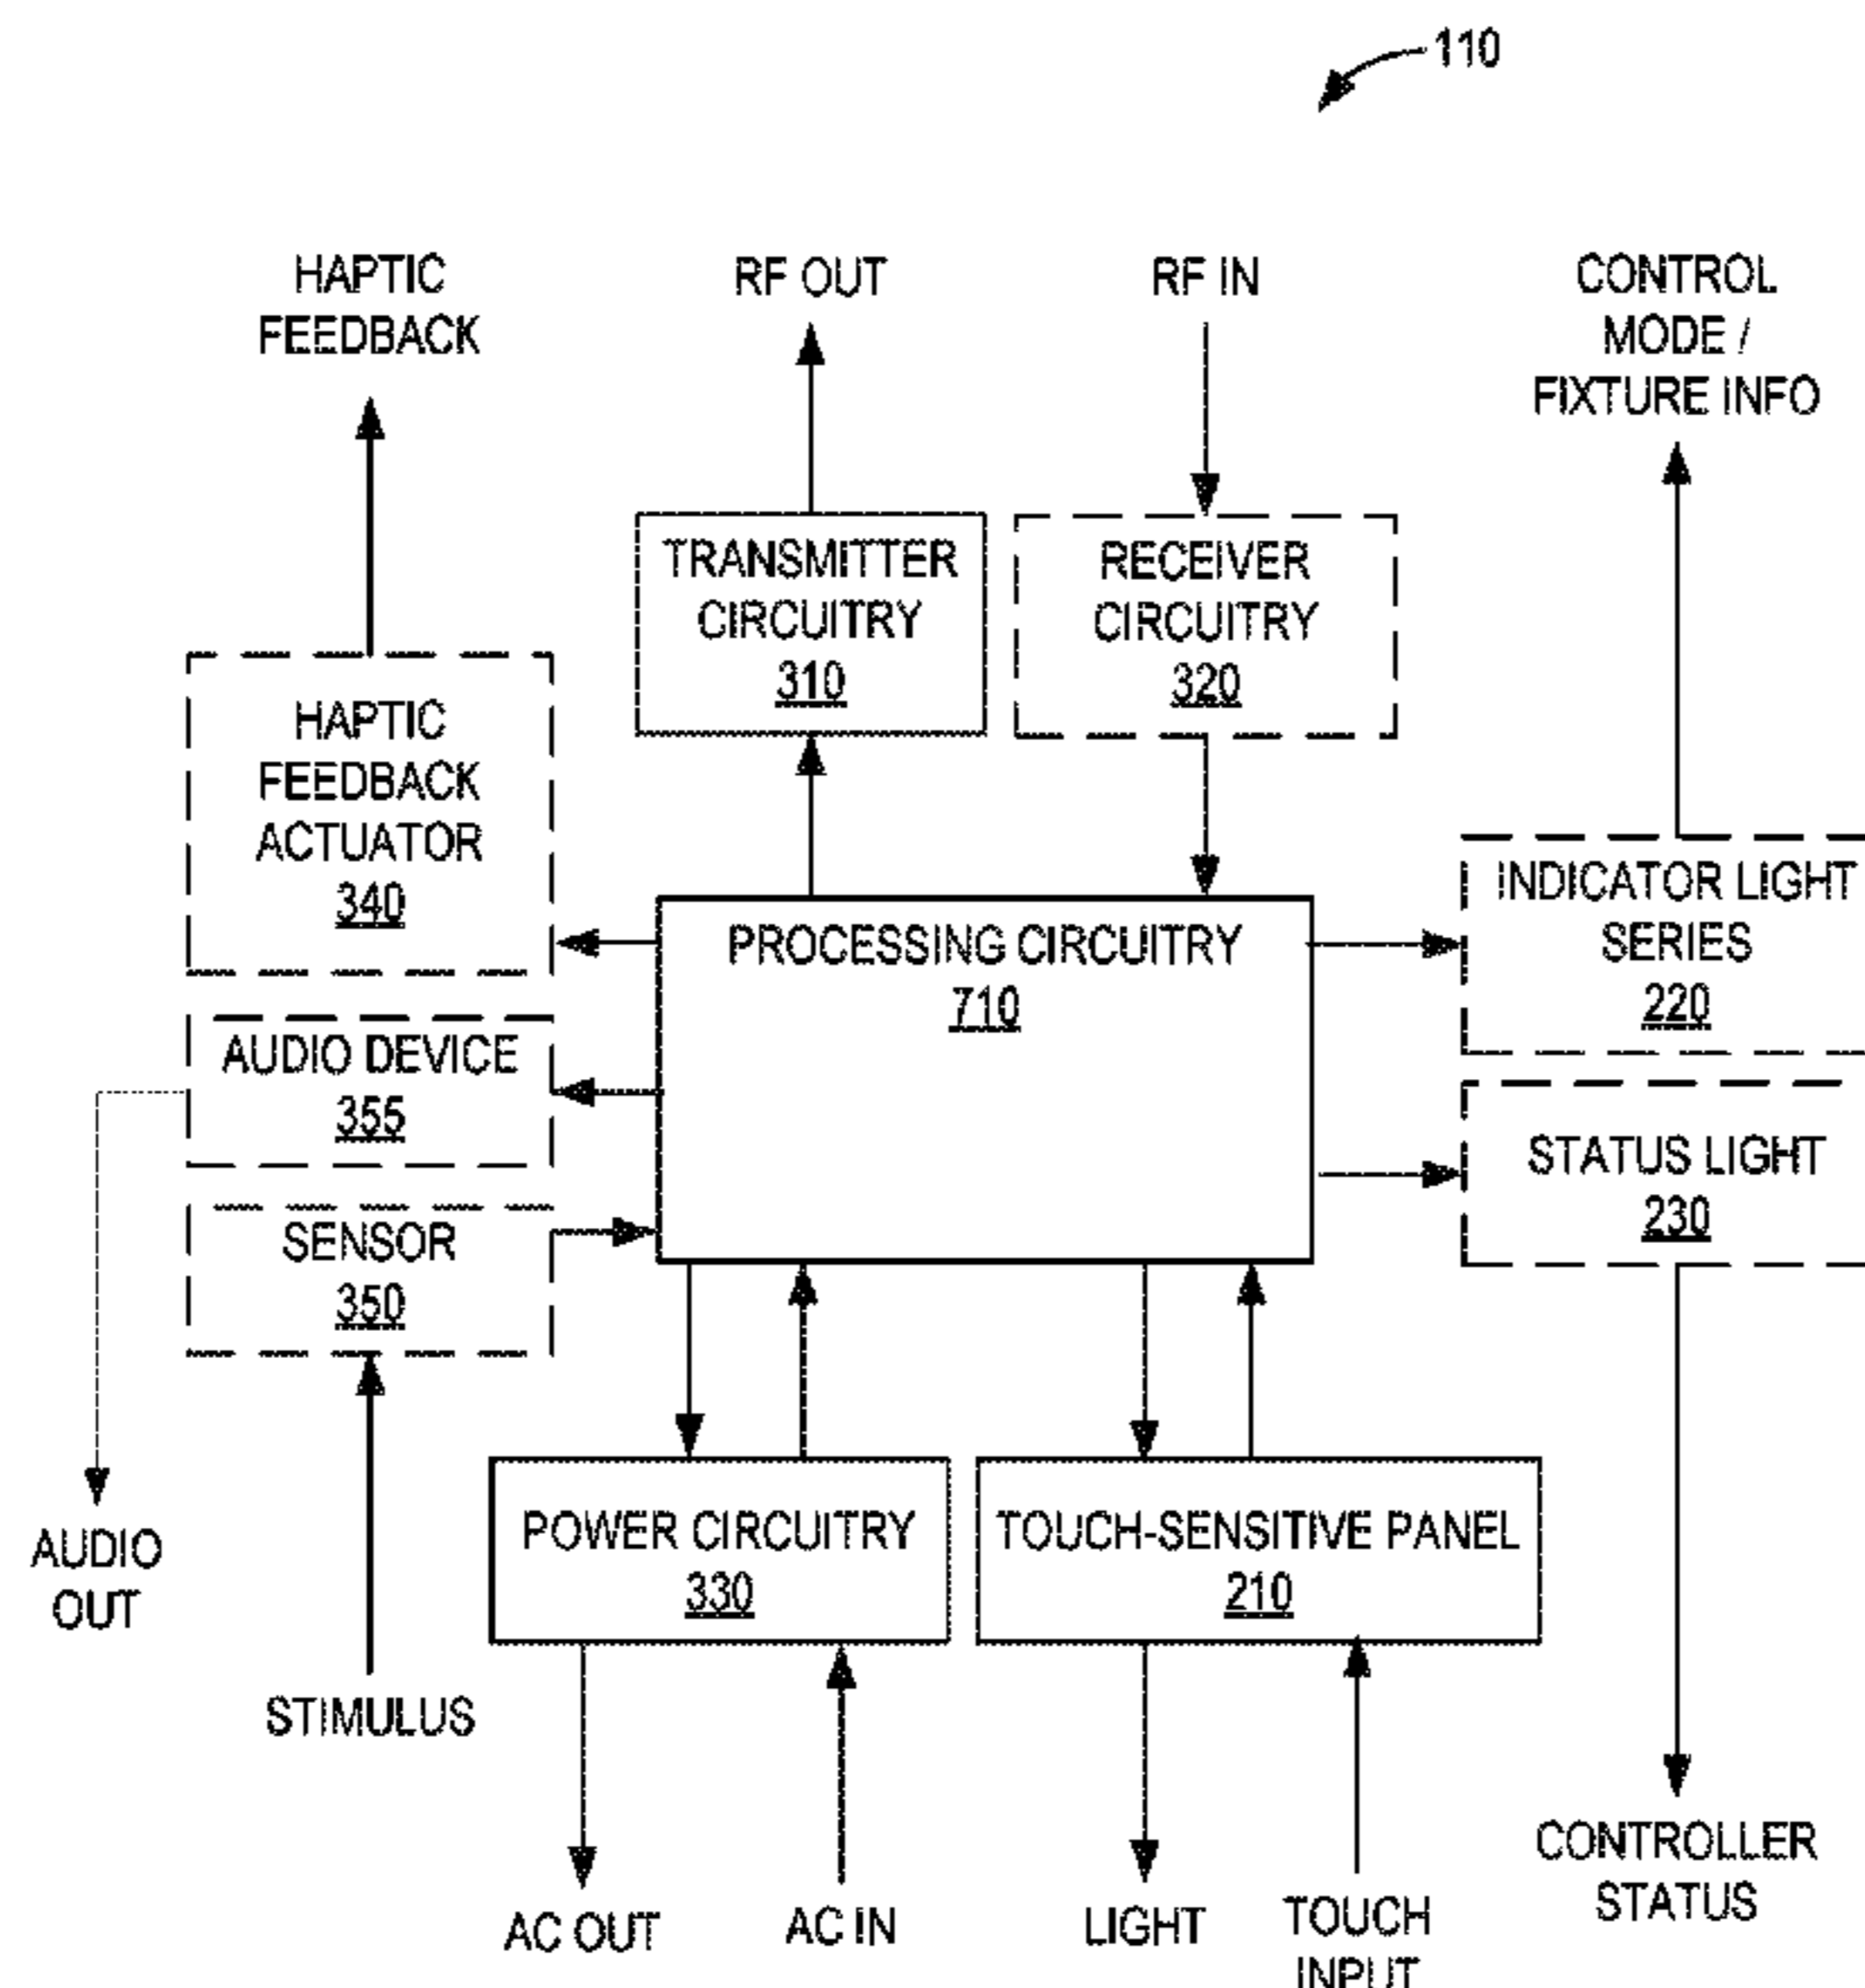 110
HAPTIC
FEEDBACK
RF OUT
RF IN
CONTROL
MODE /
FIXTURE INFO
TRANSMITTER
CIRCUITRY
310
RECEIVER
CIRCUITRY
320
HAPTIC
FEEDBACK
ACTUATOR
340
PROCESSING CIRCUITRY
710
INDICATOR LIGHT
SERIES
220
AUDIO DEVICE
355
STATUS LIGHT
230
SENSOR
350
POWER CIRCUITRY
330
TOUCH-SENSITIVE PANEL
210
AUDIO
OUT
STIMULUS
AC OUT
AC IN
LIGHT
TOUCH
INPUT
CONTROLLER
STATUS